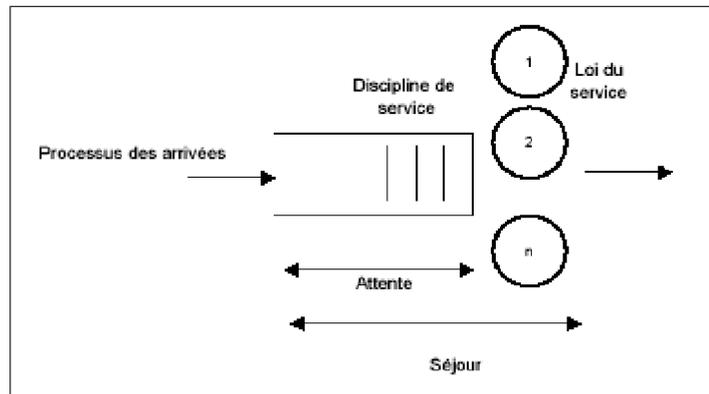 1
Loi du
service
Discipline de
service
2
Processus des arrivées
n
Attente
Séjour